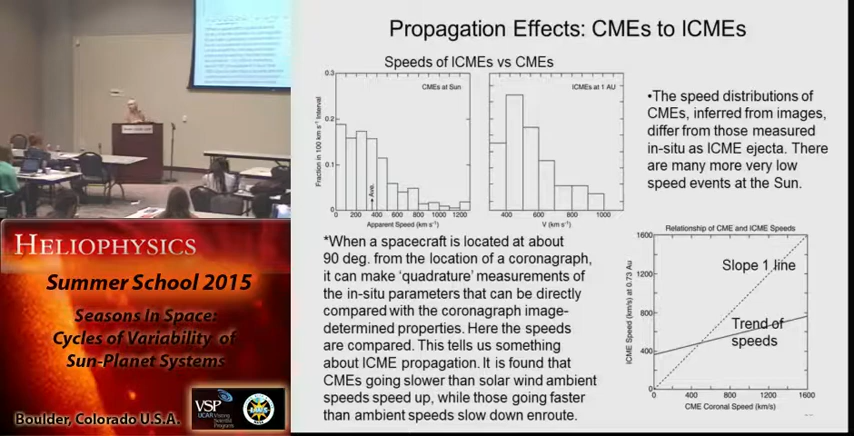 Propagation Effects: CMEs to ICMEs
Speeds of ICMEs vs CMEs
0.3
0.2
0.1
0
Fraction in 100 km s⁻¹ Interval
CMEs at Sun
Ave.
0 200 400 600 800 1000 1200
Apparent Speed (km s⁻¹)
ICMEs at 1 AU
400 600 800 1000
V (km s⁻¹)
•The speed distributions of
CMEs, inferred from images,
differ from those measured
in-situ as ICME ejecta. There
are many more very low
speed events at the Sun.
*When a spacecraft is located at about
90 deg. from the location of a coronagraph,
it can make 'quadrature' measurements of
the in-situ parameters that can be directly
compared with the coronagraph image-
determined properties. Here the speeds
are compared. This tells us something
about ICME propagation. It is found that
CMEs going slower than solar wind ambient
speeds speed up, while those going faster
than ambient speeds slow down enroute.
Relationship of CME and ICME Speeds
1600
1200
800
400
0
ICME Speed (km/s) at 0.73 Au
Slope 1 line
Trend of
speeds
0 400 800 1200 1600
CME Coronal Speed (km/s)
HELIOPHYSICS
Summer School 2015
Seasons In Space:
Cycles of Variability of
Sun-Planet Systems
Boulder, Colorado U.S.A.
VSP
UCAR Visiting
Scientist
Programs